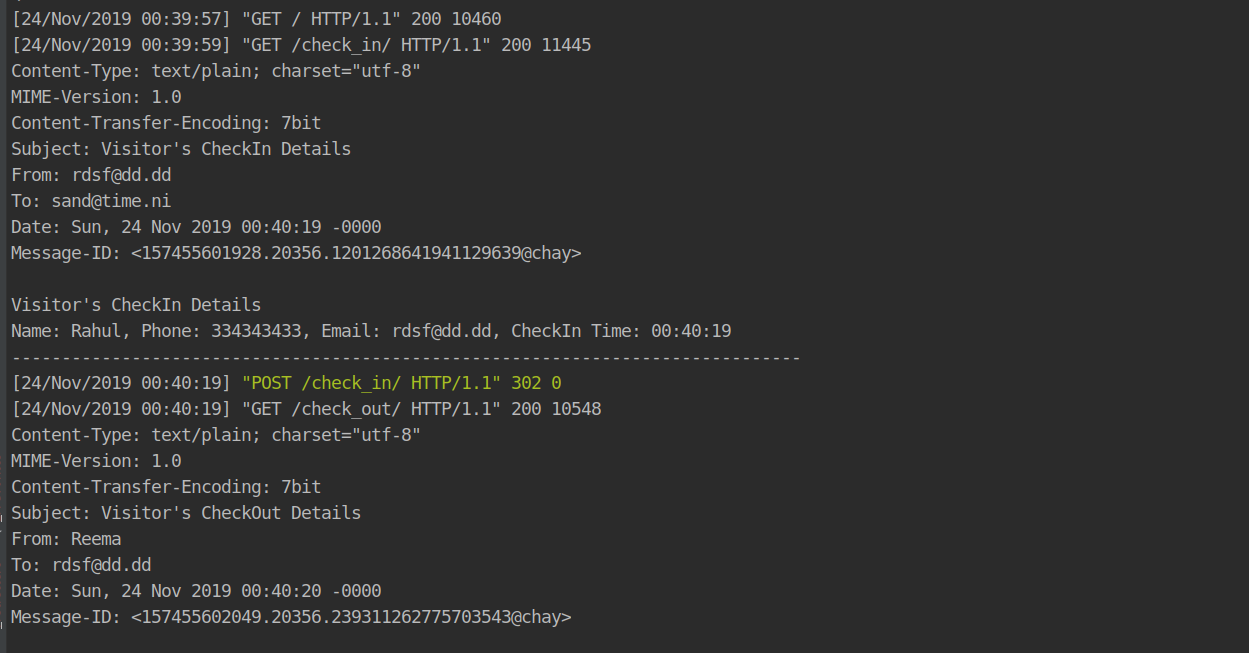 [24/Nov/2019 00:39:57] "GET / HTTP/1.1" 200 10460
[24/Nov/2019 00:39:59] "GET /check_in/ HTTP/1.1" 200 11445
Content-Type: text/plain; charset="utf-8"
MIME-Version: 1.0
Content-Transfer-Encoding: 7bit
Subject: Visitor's CheckIn Details
From: rdsf@dd.dd
To: sand@time.ni
Date: Sun, 24 Nov 2019 00:40:19 -0000
Message-ID: <157455601928.20356.1201268641941129639@chay>

Visitor's CheckIn Details
Name: Rahul, Phone: 334343433, Email: rdsf@dd.dd, CheckIn Time: 00:40:19
-------------------------------------------------------------------------------
[24/Nov/2019 00:40:19] "POST /check_in/ HTTP/1.1" 302 0
[24/Nov/2019 00:40:19] "GET /check_out/ HTTP/1.1" 200 10548
Content-Type: text/plain; charset="utf-8"
MIME-Version: 1.0
Content-Transfer-Encoding: 7bit
Subject: Visitor's CheckOut Details
From: Reema
To: rdsf@dd.dd
Date: Sun, 24 Nov 2019 00:40:20 -0000
Message-ID: <157455602049.20356.239311262775703543@chay>